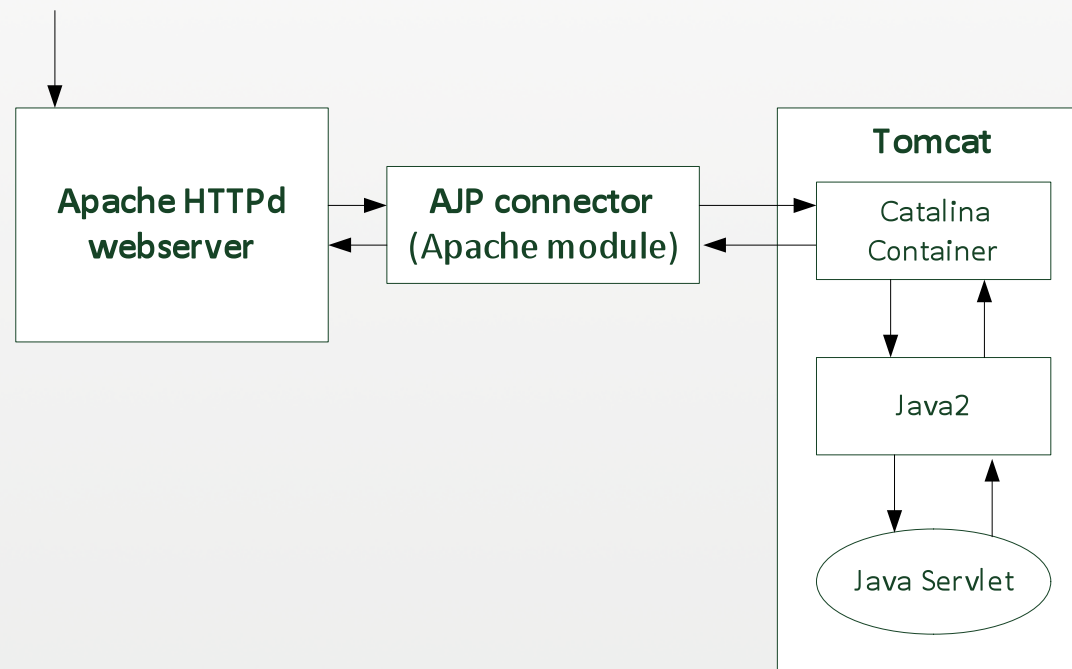 Apache HTTPd
webserver
AJP connector
(Apache module)
Tomcat
Catalina
Container
Java2
Java Servlet